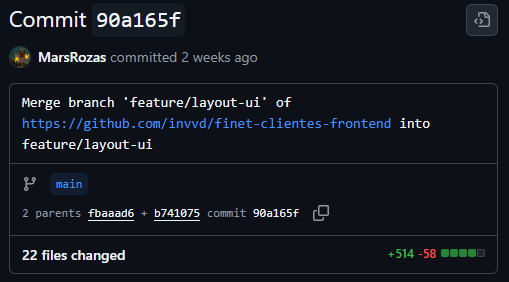 Commit 90a165f
MarsRozas committed 2 weeks ago
Merge branch 'feature/layout-ui' of
https://github.com/invvd/finet-clientes-frontend into
feature/layout-ui
main
2 parents fbaaad6 + b741075 commit 90a165f
22 files changed +514 -58